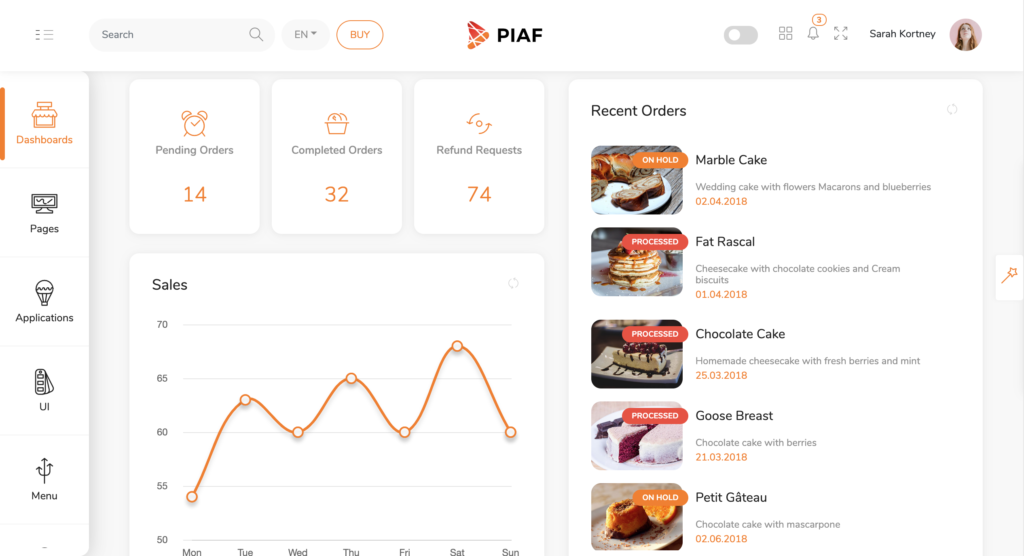 Search
EN
BUY
PIAF
3
Sarah Kortney
Dashboards
Pages
Applications
UI
Menu
Pending Orders
14
Completed Orders
32
Refund Requests
74
Sales
70
65
60
55
50
Mon Tue Wed Thu Fri Sat Sun
Recent Orders
ON HOLD
Marble Cake
Wedding cake with flowers Macarons and blueberries
02.04.2018
PROCESSED
Fat Rascal
Cheesecake with chocolate cookies and Cream
biscuits
01.04.2018
PROCESSED
Chocolate Cake
Homemade cheesecake with fresh berries and mint
25.03.2018
PROCESSED
Goose Breast
Chocolate cake with berries
21.03.2018
ON HOLD
Petit Gâteau
Chocolate cake with mascarpone
02.06.2018